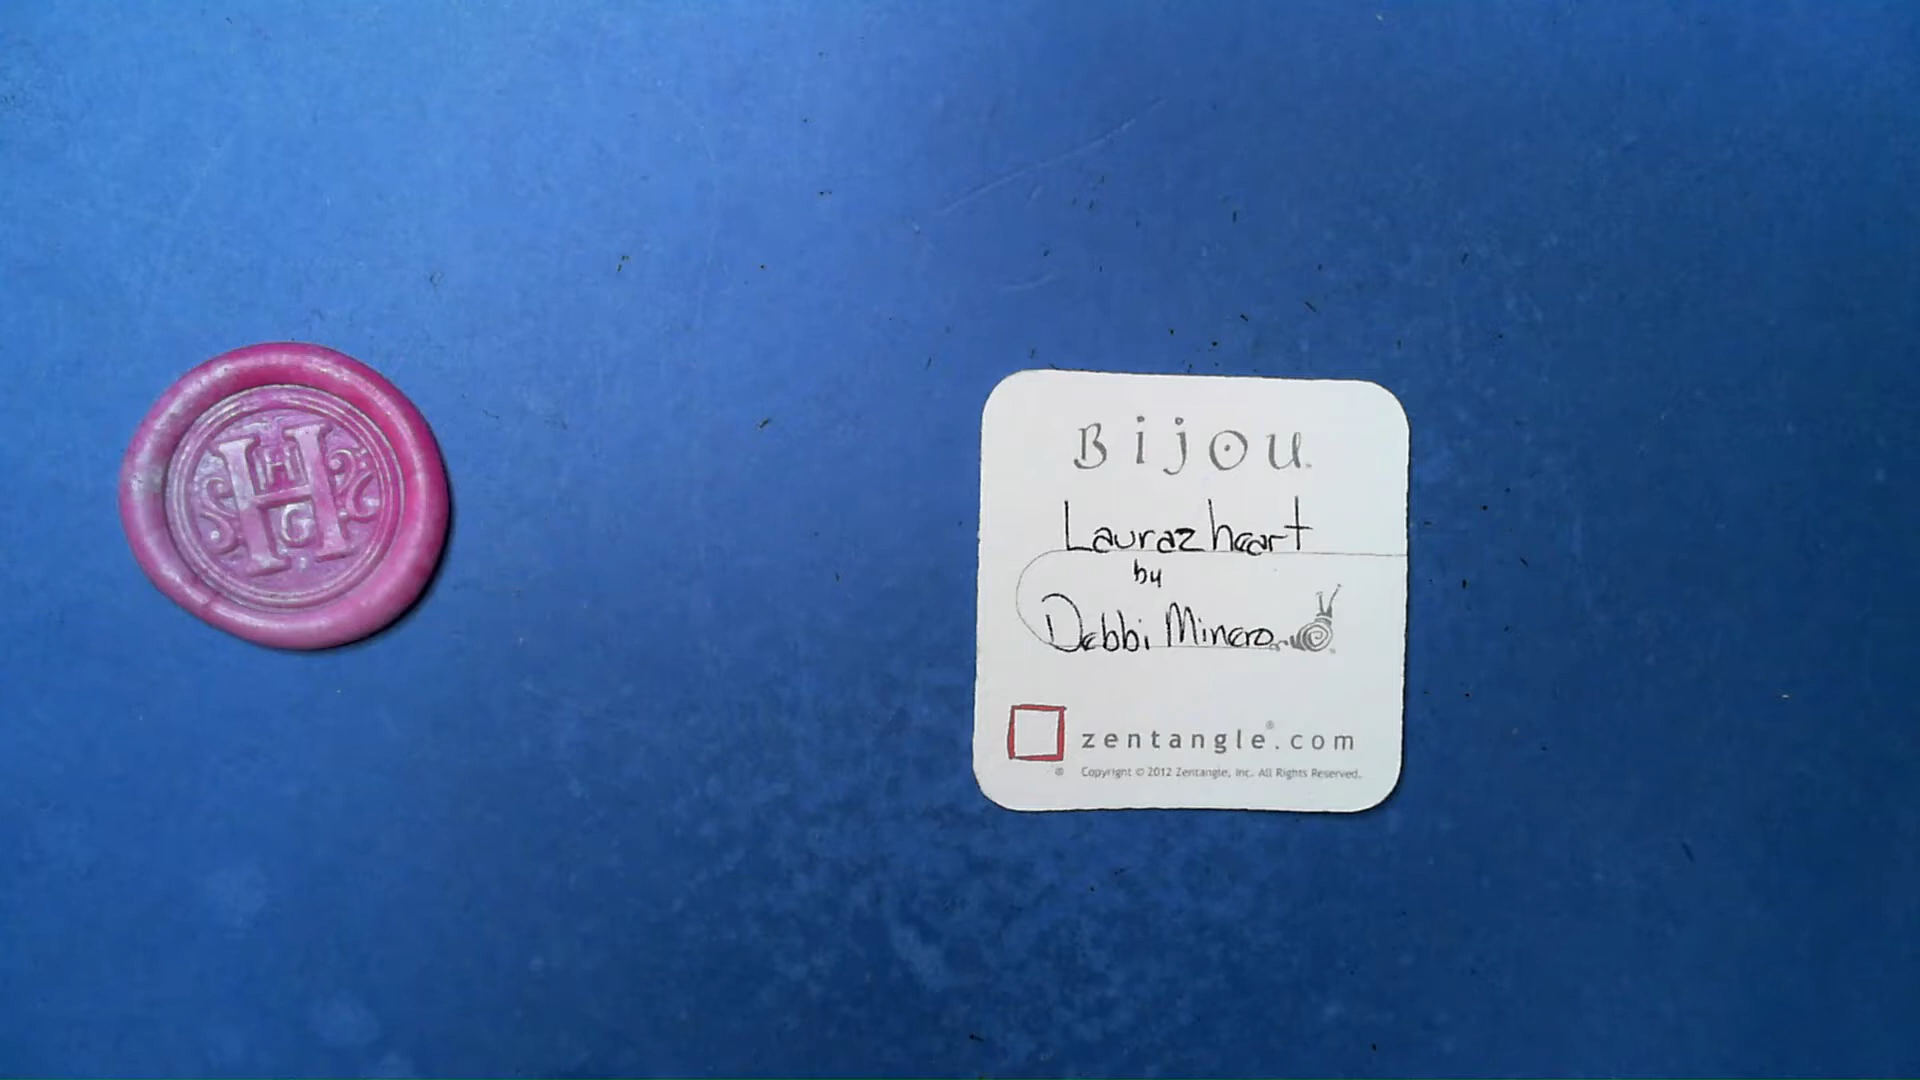 H
H
G
Bijou
Laurazheart
by
Debbi Minero
zentangle®.com
® Copyright © 2012 Zentangle, Inc. All Rights Reserved.